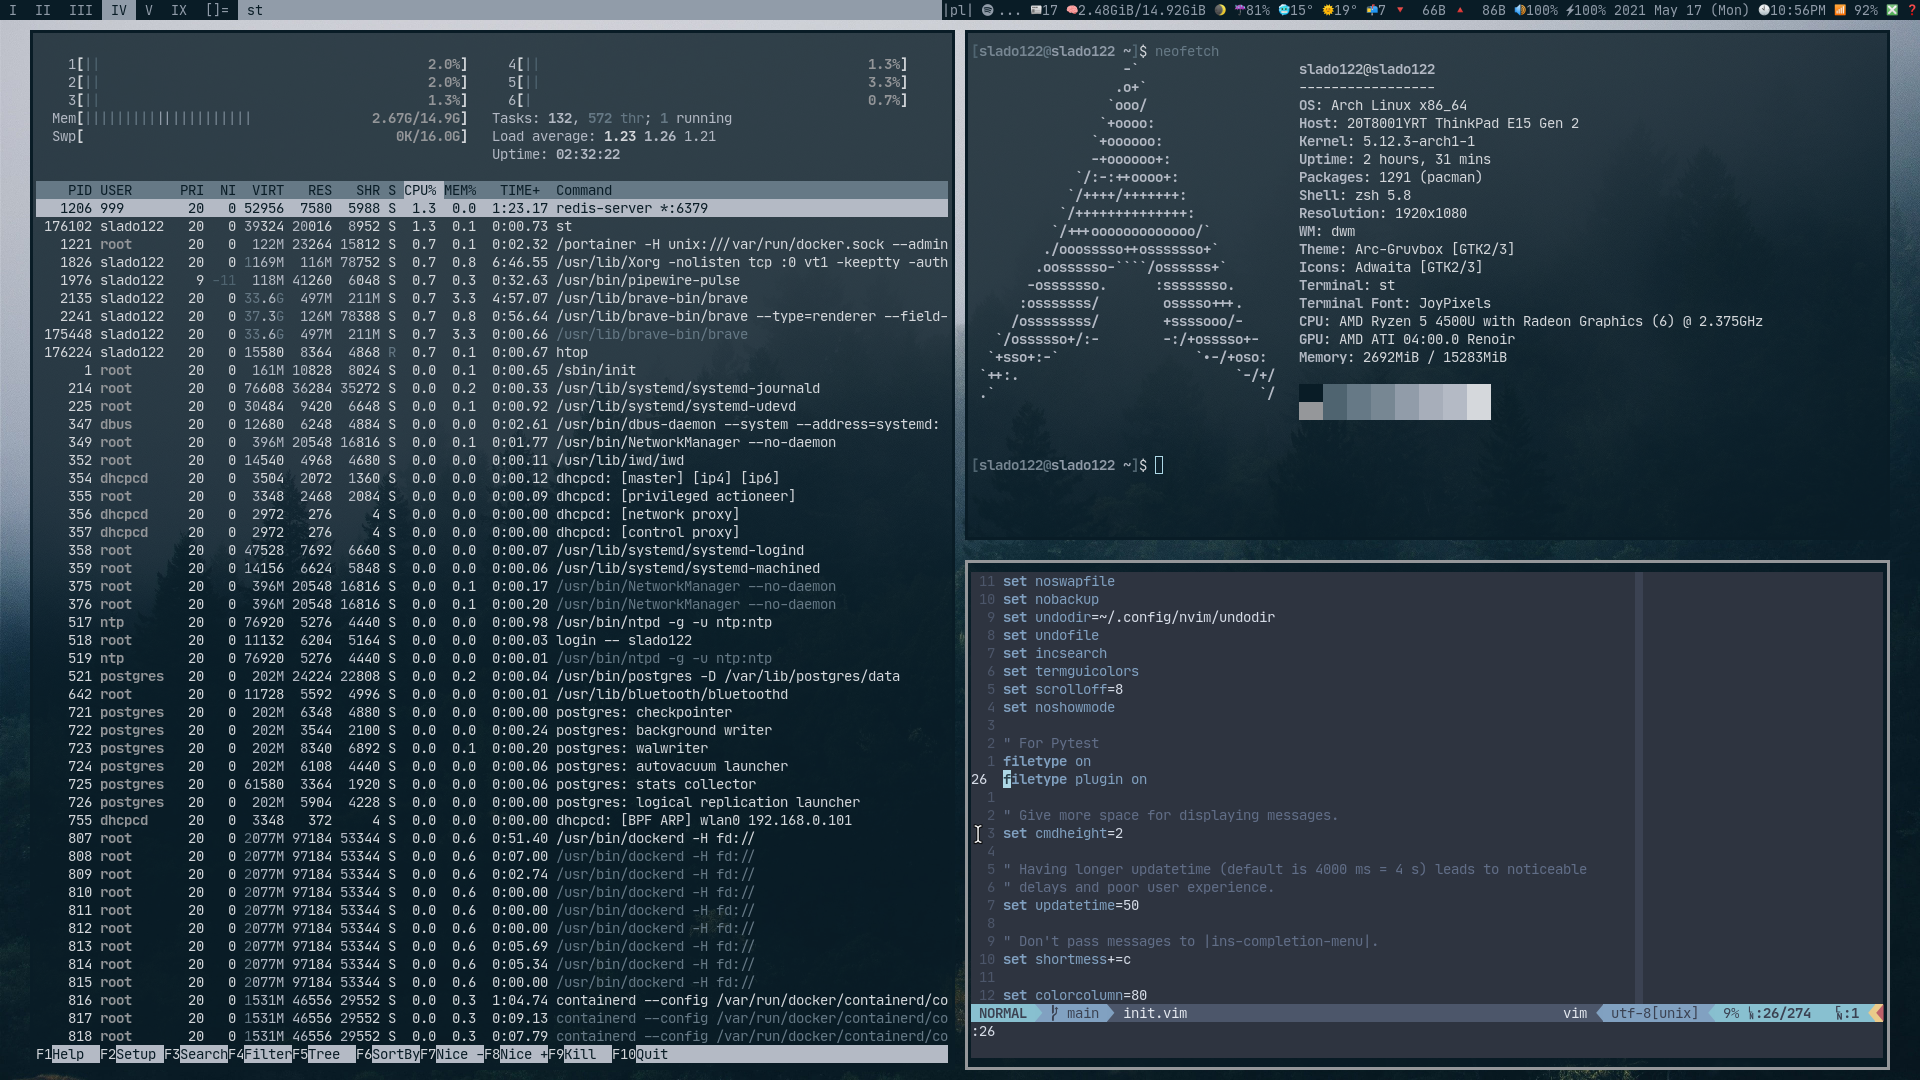 I II III IV V IX []= st
|pl| ... 17 2.48GiB/14.92GiB 81% 15° 19° 7 66B 86B 100% 100% 2021 May 17 (Mon) 10:56PM 92% ?
1[|| 2.0%] 4[|| 1.3%]
2[|| 2.0%] 5[|| 3.3%]
3[|| 1.3%] 6[| 0.7%]
Mem[||||||||||||||||||||| 2.67G/14.9G] Tasks: 132, 572 thr; 1 running
Swp[ 0K/16.0G] Load average: 1.23 1.26 1.21
Uptime: 02:32:22
PID USER PRI NI VIRT RES SHR S CPU% MEM% TIME+ Command
1206 999 20 0 52956 7580 5988 S 1.3 0.0 1:23.17 redis-server *:6379
176102 slado122 20 0 39324 20016 8952 S 1.3 0.1 0:00.73 st
1221 root 20 0 122M 23264 15812 S 0.7 0.1 0:02.32 /portainer -H unix:///var/run/docker.sock --admin
1826 slado122 20 0 1169M 116M 78752 S 0.7 0.8 6:46.55 /usr/lib/Xorg -nolisten tcp :0 vt1 -keeptty -auth
1976 slado122 9 -11 118M 41260 6048 S 0.7 0.3 0:32.63 /usr/bin/pipewire-pulse
2135 slado122 20 0 33.6G 497M 211M S 0.7 3.3 4:57.07 /usr/lib/brave-bin/brave
2241 slado122 20 0 37.3G 126M 78388 S 0.7 0.8 0:56.64 /usr/lib/brave-bin/brave --type=renderer --field-
175448 slado122 20 0 33.6G 497M 211M S 0.7 3.3 0:00.66 /usr/lib/brave-bin/brave
176224 slado122 20 0 15580 8364 4868 R 0.7 0.1 0:00.67 htop
1 root 20 0 161M 10828 8024 S 0.0 0.1 0:00.65 /sbin/init
214 root 20 0 76608 36284 35272 S 0.0 0.2 0:00.33 /usr/lib/systemd/systemd-journald
225 root 20 0 30484 9420 6648 S 0.0 0.1 0:00.92 /usr/lib/systemd/systemd-udevd
347 dbus 20 0 12680 6248 4884 S 0.0 0.0 0:02.61 /usr/bin/dbus-daemon --system --address=systemd:
349 root 20 0 396M 20548 16816 S 0.0 0.1 0:01.77 /usr/bin/NetworkManager --no-daemon
352 root 20 0 14540 4968 4680 S 0.0 0.0 0:00.11 /usr/lib/iwd/iwd
354 dhcpcd 20 0 3504 2072 1360 S 0.0 0.0 0:00.12 dhcpcd: [master] [ip4] [ip6]
355 root 20 0 3348 2468 2084 S 0.0 0.0 0:00.09 dhcpcd: [privileged actioneer]
356 dhcpcd 20 0 2972 276 4 S 0.0 0.0 0:00.00 dhcpcd: [network proxy]
357 dhcpcd 20 0 2972 276 4 S 0.0 0.0 0:00.00 dhcpcd: [control proxy]
358 root 20 0 47528 7692 6660 S 0.0 0.0 0:00.07 /usr/lib/systemd/systemd-logind
359 root 20 0 14156 6624 5848 S 0.0 0.0 0:00.06 /usr/lib/systemd/systemd-machined
375 root 20 0 396M 20548 16816 S 0.0 0.1 0:00.17 /usr/bin/NetworkManager --no-daemon
376 root 20 0 396M 20548 16816 S 0.0 0.1 0:00.20 /usr/bin/NetworkManager --no-daemon
517 ntp 20 0 76920 5276 4440 S 0.0 0.0 0:00.98 /usr/bin/ntpd -g -u ntp:ntp
518 root 20 0 11132 6204 5164 S 0.0 0.0 0:00.03 login -- slado122
519 ntp 20 0 76920 5276 4440 S 0.0 0.0 0:00.01 /usr/bin/ntpd -g -u ntp:ntp
521 postgres 20 0 202M 24224 22808 S 0.0 0.2 0:00.04 /usr/bin/postgres -D /var/lib/postgres/data
642 root 20 0 11728 5592 4996 S 0.0 0.0 0:00.01 /usr/lib/bluetooth/bluetoothd
721 postgres 20 0 202M 6348 4880 S 0.0 0.0 0:00.00 postgres: checkpointer
722 postgres 20 0 202M 3544 2100 S 0.0 0.0 0:00.24 postgres: background writer
723 postgres 20 0 202M 8340 6892 S 0.0 0.1 0:00.20 postgres: walwriter
724 postgres 20 0 202M 6108 4440 S 0.0 0.0 0:00.06 postgres: autovacuum launcher
725 postgres 20 0 61580 3364 1920 S 0.0 0.0 0:00.06 postgres: stats collector
726 postgres 20 0 202M 5904 4228 S 0.0 0.0 0:00.00 postgres: logical replication launcher
755 dhcpcd 20 0 3348 372 4 S 0.0 0.0 0:00.00 dhcpcd: [BPF ARP] wlan0 192.168.0.101
807 root 20 0 2077M 97184 53344 S 0.0 0.6 0:51.40 /usr/bin/dockerd -H fd://
808 root 20 0 2077M 97184 53344 S 0.0 0.6 0:07.00 /usr/bin/dockerd -H fd://
809 root 20 0 2077M 97184 53344 S 0.0 0.6 0:02.74 /usr/bin/dockerd -H fd://
810 root 20 0 2077M 97184 53344 S 0.0 0.6 0:00.00 /usr/bin/dockerd -H fd://
811 root 20 0 2077M 97184 53344 S 0.0 0.6 0:00.00 /usr/bin/dockerd -H fd://
812 root 20 0 2077M 97184 53344 S 0.0 0.6 0:00.00 /usr/bin/dockerd -H fd://
813 root 20 0 2077M 97184 53344 S 0.0 0.6 0:05.69 /usr/bin/dockerd -H fd://
814 root 20 0 2077M 97184 53344 S 0.0 0.6 0:05.34 /usr/bin/dockerd -H fd://
815 root 20 0 2077M 97184 53344 S 0.0 0.6 0:00.00 /usr/bin/dockerd -H fd://
816 root 20 0 1531M 46556 29552 S 0.0 0.3 1:04.74 containerd --config /var/run/docker/containerd/co
817 root 20 0 1531M 46556 29552 S 0.0 0.3 0:09.13 containerd --config /var/run/docker/containerd/co
818 root 20 0 1531M 46556 29552 S 0.0 0.3 0:07.79 containerd --config /var/run/docker/containerd/co
F1Help F2Setup F3SearchF4FilterF5Tree F6SortByF7Nice -F8Nice +F9Kill F10Quit
[slado122@slado122 ~]$ neofetch
-` slado122@slado122
.o+` -----------------
`ooo/ OS: Arch Linux x86_64
`+oooo: Host: 20T8001YRT ThinkPad E15 Gen 2
`+oooooo: Kernel: 5.12.3-arch1-1
-+oooooo+: Uptime: 2 hours, 31 mins
`/:-:++oooo+: Packages: 1291 (pacman)
`/++++/+++++++: Shell: zsh 5.8
`/++++++++++++++: Resolution: 1920x1080
`/+++ooooooooooooo/` WM: dwm
./ooosssso++osssssso+` Theme: Arc-Gruvbox [GTK2/3]
.oossssso-````/ossssss+` Icons: Adwaita [GTK2/3]
-osssssso. :ssssssso. Terminal: st
:osssssss/ osssso+++. Terminal Font: JoyPixels
/ossssssss/ +ssssooo/- CPU: AMD Ryzen 5 4500U with Radeon Graphics (6) @ 2.375GHz
`/ossssso+/:- -:/+osssso+- GPU: AMD ATI 04:00.0 Renoir
`+sso+:-` `.-/+oso: Memory: 2692MiB / 15283MiB
`++:. `-/+/
.` `/
[slado122@slado122 ~]$
11 set noswapfile
10 set nobackup
9 set undodir=~/.config/nvim/undodir
8 set undofile
7 set incsearch
6 set termguicolors
5 set scrolloff=8
4 set noshowmode
3
2 " For Pytest
1 filetype on
26 filetype plugin on
1
2 " Give more space for displaying messages.
3 set cmdheight=2
4
5 " Having longer updatetime (default is 4000 ms = 4 s) leads to noticeable
6 " delays and poor user experience.
7 set updatetime=50
8
9 " Don't pass messages to |ins-completion-menu|.
10 set shortmess+=c
11
12 set colorcolumn=80
NORMAL main init.vim vim utf-8[unix] 9% :26/274 :1
:26